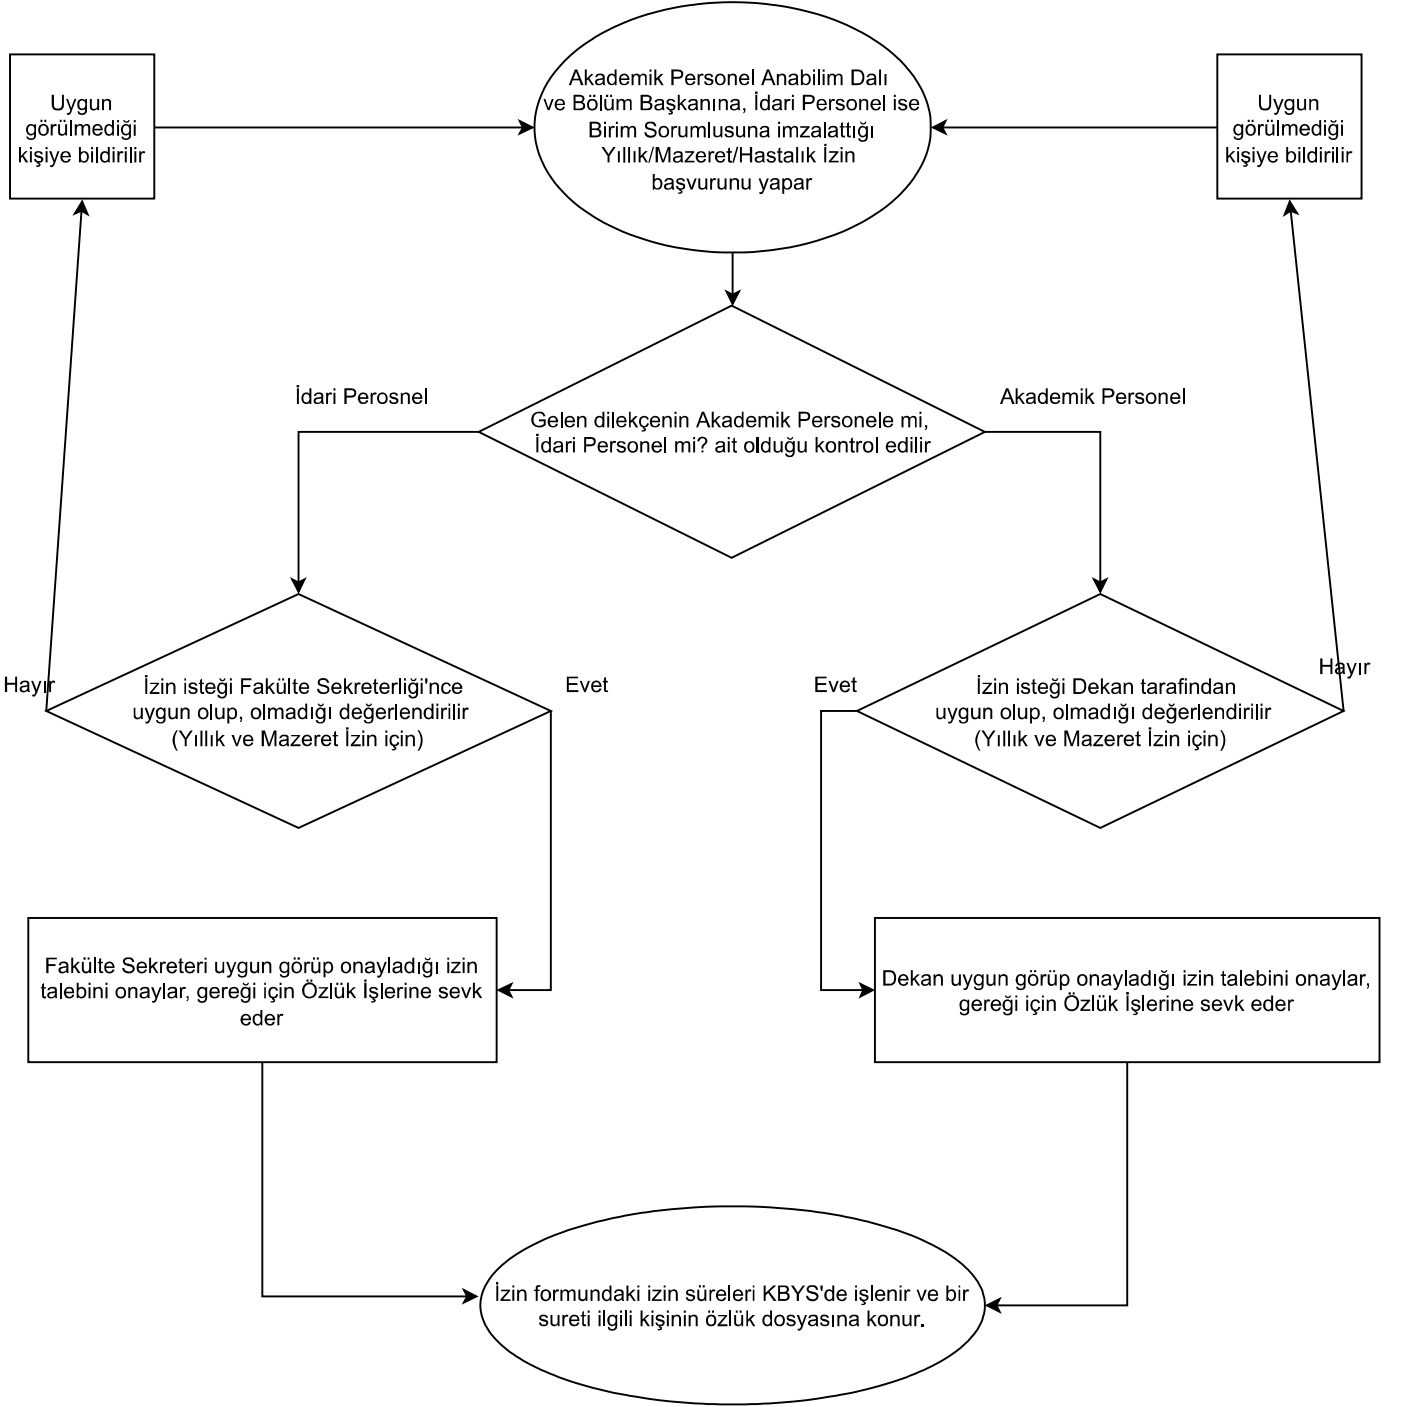 Uygun
görülmediği
kişiye bildirilir
Akademik Personel Anabilim Dalı
ve Bölüm Başkanına, İdari Personel ise
Birim Sorumlusuna imzalattığı
Yıllık/Mazeret/Hastalık İzin
başvurunu yapar
Uygun
görülmediği
kişiye bildirilir
İdari Perosnel
Akademik Personel
Gelen dilekçenin Akademik Personele mi,
İdari Personel mi? ait olduğu kontrol edilir
Hayır
İzin isteği Fakülte Sekreterliği'nce
uygun olup, olmadığı değerlendirilir
(Yıllık ve Mazeret İzin için)
Evet
Evet
İzin isteği Dekan tarafindan
uygun olup, olmadığı değerlendirilir
(Yıllık ve Mazeret İzin için)
Hayır
Fakülte Sekreteri uygun görüp onayladığı izin
talebini onaylar, gereği için Özlük İşlerine sevk
eder
Dekan uygun görüp onayladığı izin talebini onaylar,
gereği için Özlük İşlerine sevk eder
İzin formundaki izin süreleri KBYS'de işlenir ve bir
sureti ilgili kişinin özlük dosyasına konur.